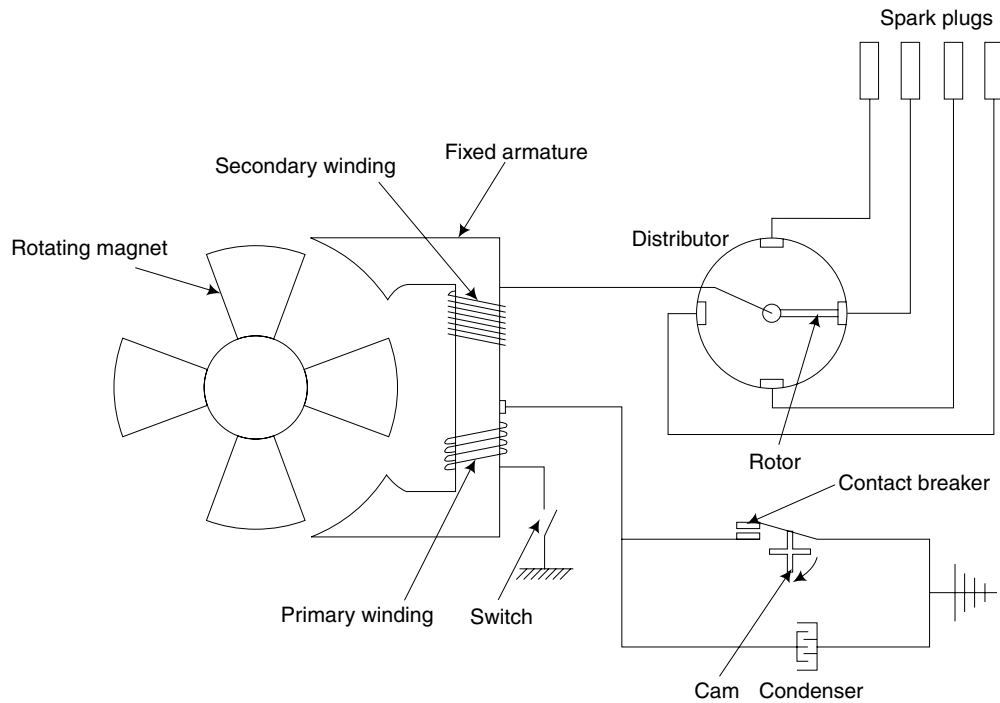 Spark plugs
Fixed armature
Secondary winding
Distributor
Rotating magnet
Rotor
Contact breaker
Primary winding
Switch
Cam
Condenser